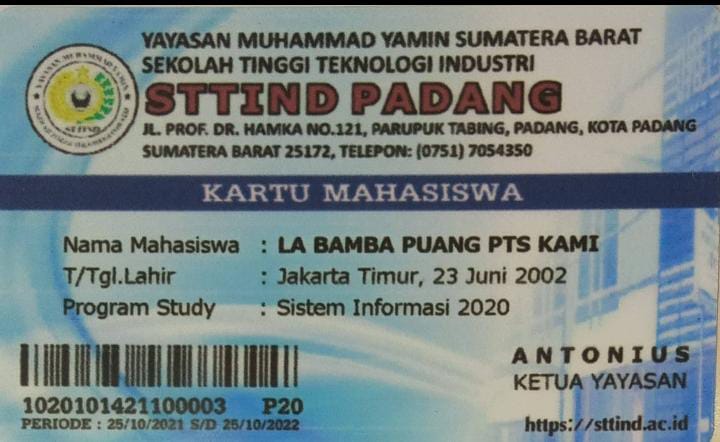 YAYASAN MUHAMMAD YAMIN SUMATERA BARAT
SEKOLAH TINGGI TEKNOLOGI INDUSTRI
STTIND PADANG
JL. PROF. DR. HAMKA NO.121, PARUPUK TABING, PADANG, KOTA PADANG
SUMATERA BARAT 25172, TELEPON: (0751) 7054350
STTIND
KARTU MAHASISWA
Nama Mahasiswa : LA BAMBA PUANG PTS KAMI
T/Tgl.Lahir : Jakarta Timur, 23 Juni 2002
Program Study : Sistem Informasi 2020
ANTONIUS
KETUA YAYASAN
1020101421100003 P20
PERIODE : 25/10/2021 S/D 25/10/2022
https://sttind.ac.id